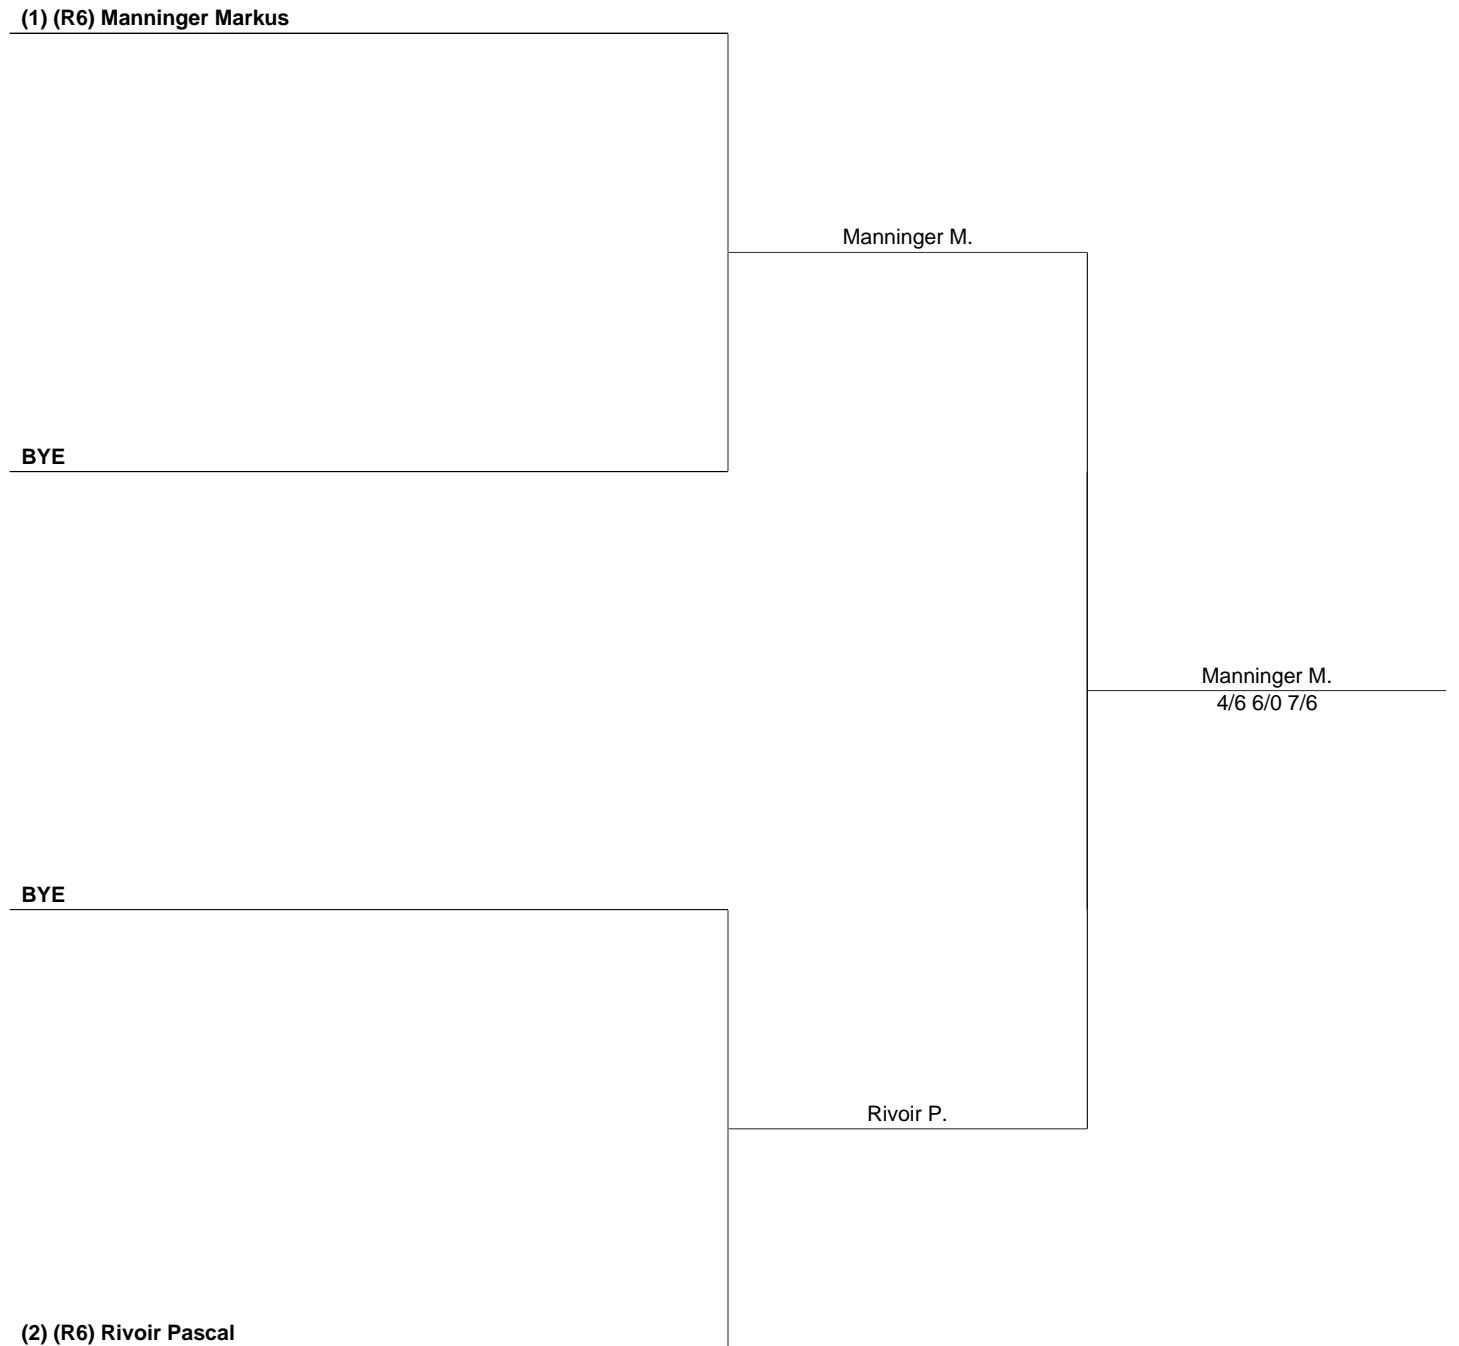 (1) (R6) Manninger Markus
Manninger M.
BYE
Manninger M.
4/6 6/0 7/6
BYE
Rivoir P.
(2) (R6) Rivoir Pascal